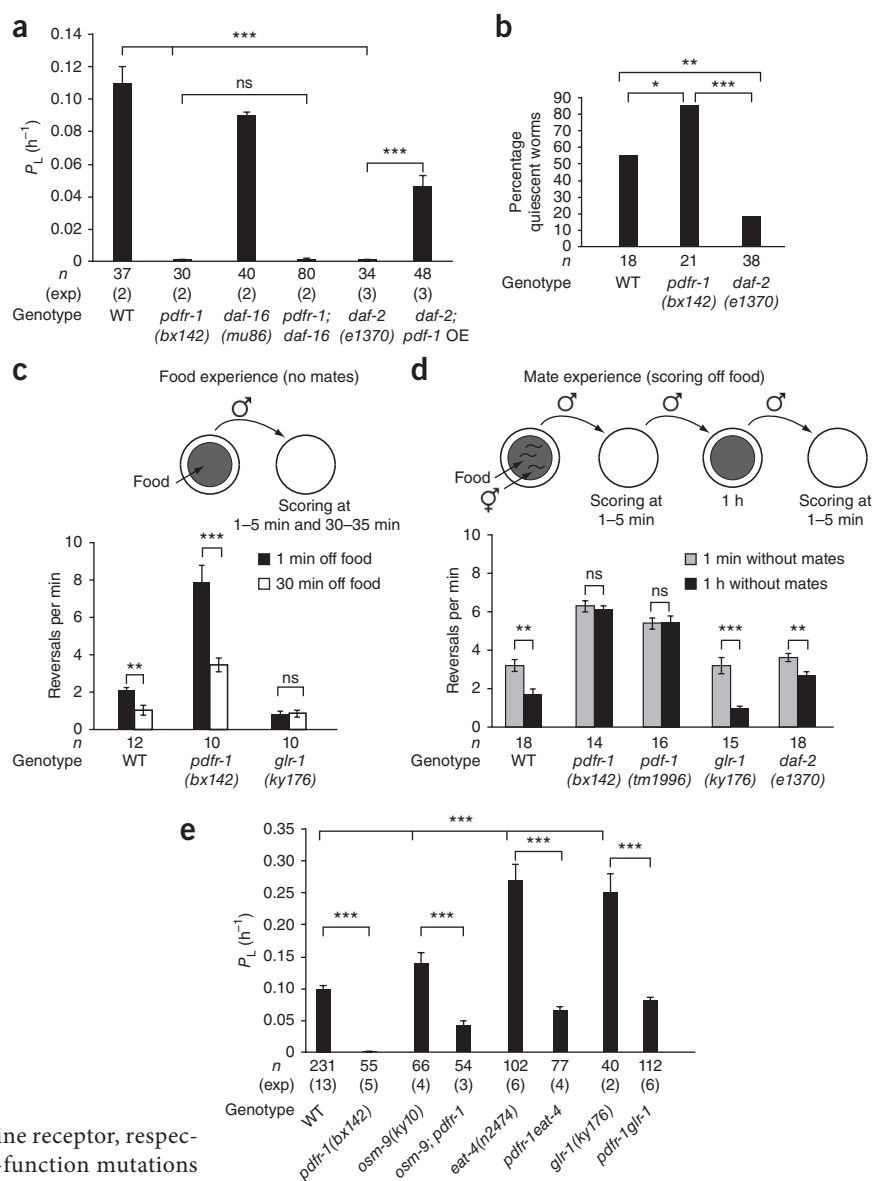 a
0.14
0.12
0.10
0.08
0.06
0.04
0.02
0
P_L (h⁻¹)
***
ns
***
n 37 30 40 80 34 48
(exp) (2) (2) (2) (2) (3) (3)
Genotype WT pdfr-1 daf-16 pdfr-1; daf-2 daf-2;
(bx142) (mu86) daf-16 (e1370) pdf-1 OE
b
**
* ***
90
80
70
60
50
40
30
20
10
0
Percentage
quiescent worms
n 18 21 38
Genotype WT pdfr-1 daf-2
(bx142) (e1370)
c
Food experience (no mates)
♂
Food
Scoring at
1–5 min and 30–35 min
10
8
6
4
2
0
Reversals per min
***
**
ns
1 min off food
30 min off food
n 12 10 10
Genotype WT pdfr-1 glr-1
(bx142) (ky176)
d
Mate experience (scoring off food)
♂ ♂ ♂
Food
⚥
Scoring at 1 h Scoring at
1–5 min 1–5 min
10
8
6
4
2
0
Reversals per min
1 min without mates
1 h without mates
** ns ns *** **
n 18 14 16 15 18
Genotype WT pdfr-1 pdf-1 glr-1 daf-2
(bx142) (tm1996) (ky176) (e1370)
e
0.35
0.30
0.25
0.20
0.15
0.10
0.05
0
P_L (h⁻¹)
***
*** *** *** ***
n 231 55 66 54 102 77 40 112
(exp) (13) (5) (4) (3) (6) (4) (2) (6)
Genotype WT pdfr-1(bx142) osm-9(ky10) osm-9; pdfr-1 eat-4(n2474) pdfr-1eat-4 glr-1(ky176) pdfr-1glr-1
ine receptor, respec-
-function mutations